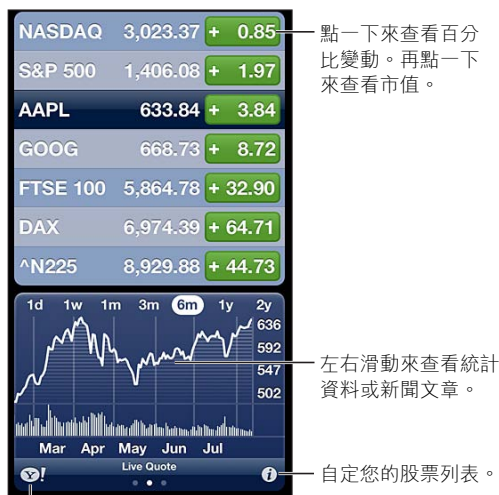 NASDAQ 3,023.37 + 0.85
S&P 500 1,406.08 + 1.97
AAPL 633.84 + 3.84
GOOG 668.73 + 8.72
FTSE 100 5,864.78 + 32.90
DAX 6,974.39 + 64.71
^N225 8,929.88 + 44.73
點一下來查看百分
比變動。再點一下
來查看市值。
1d 1w 1m 3m 6m 1y 2y
636
592
547
502
Mar Apr May Jun Jul
左右滑動來查看統計
資料或新聞文章。
Y! Live Quote i
自定您的股票列表。